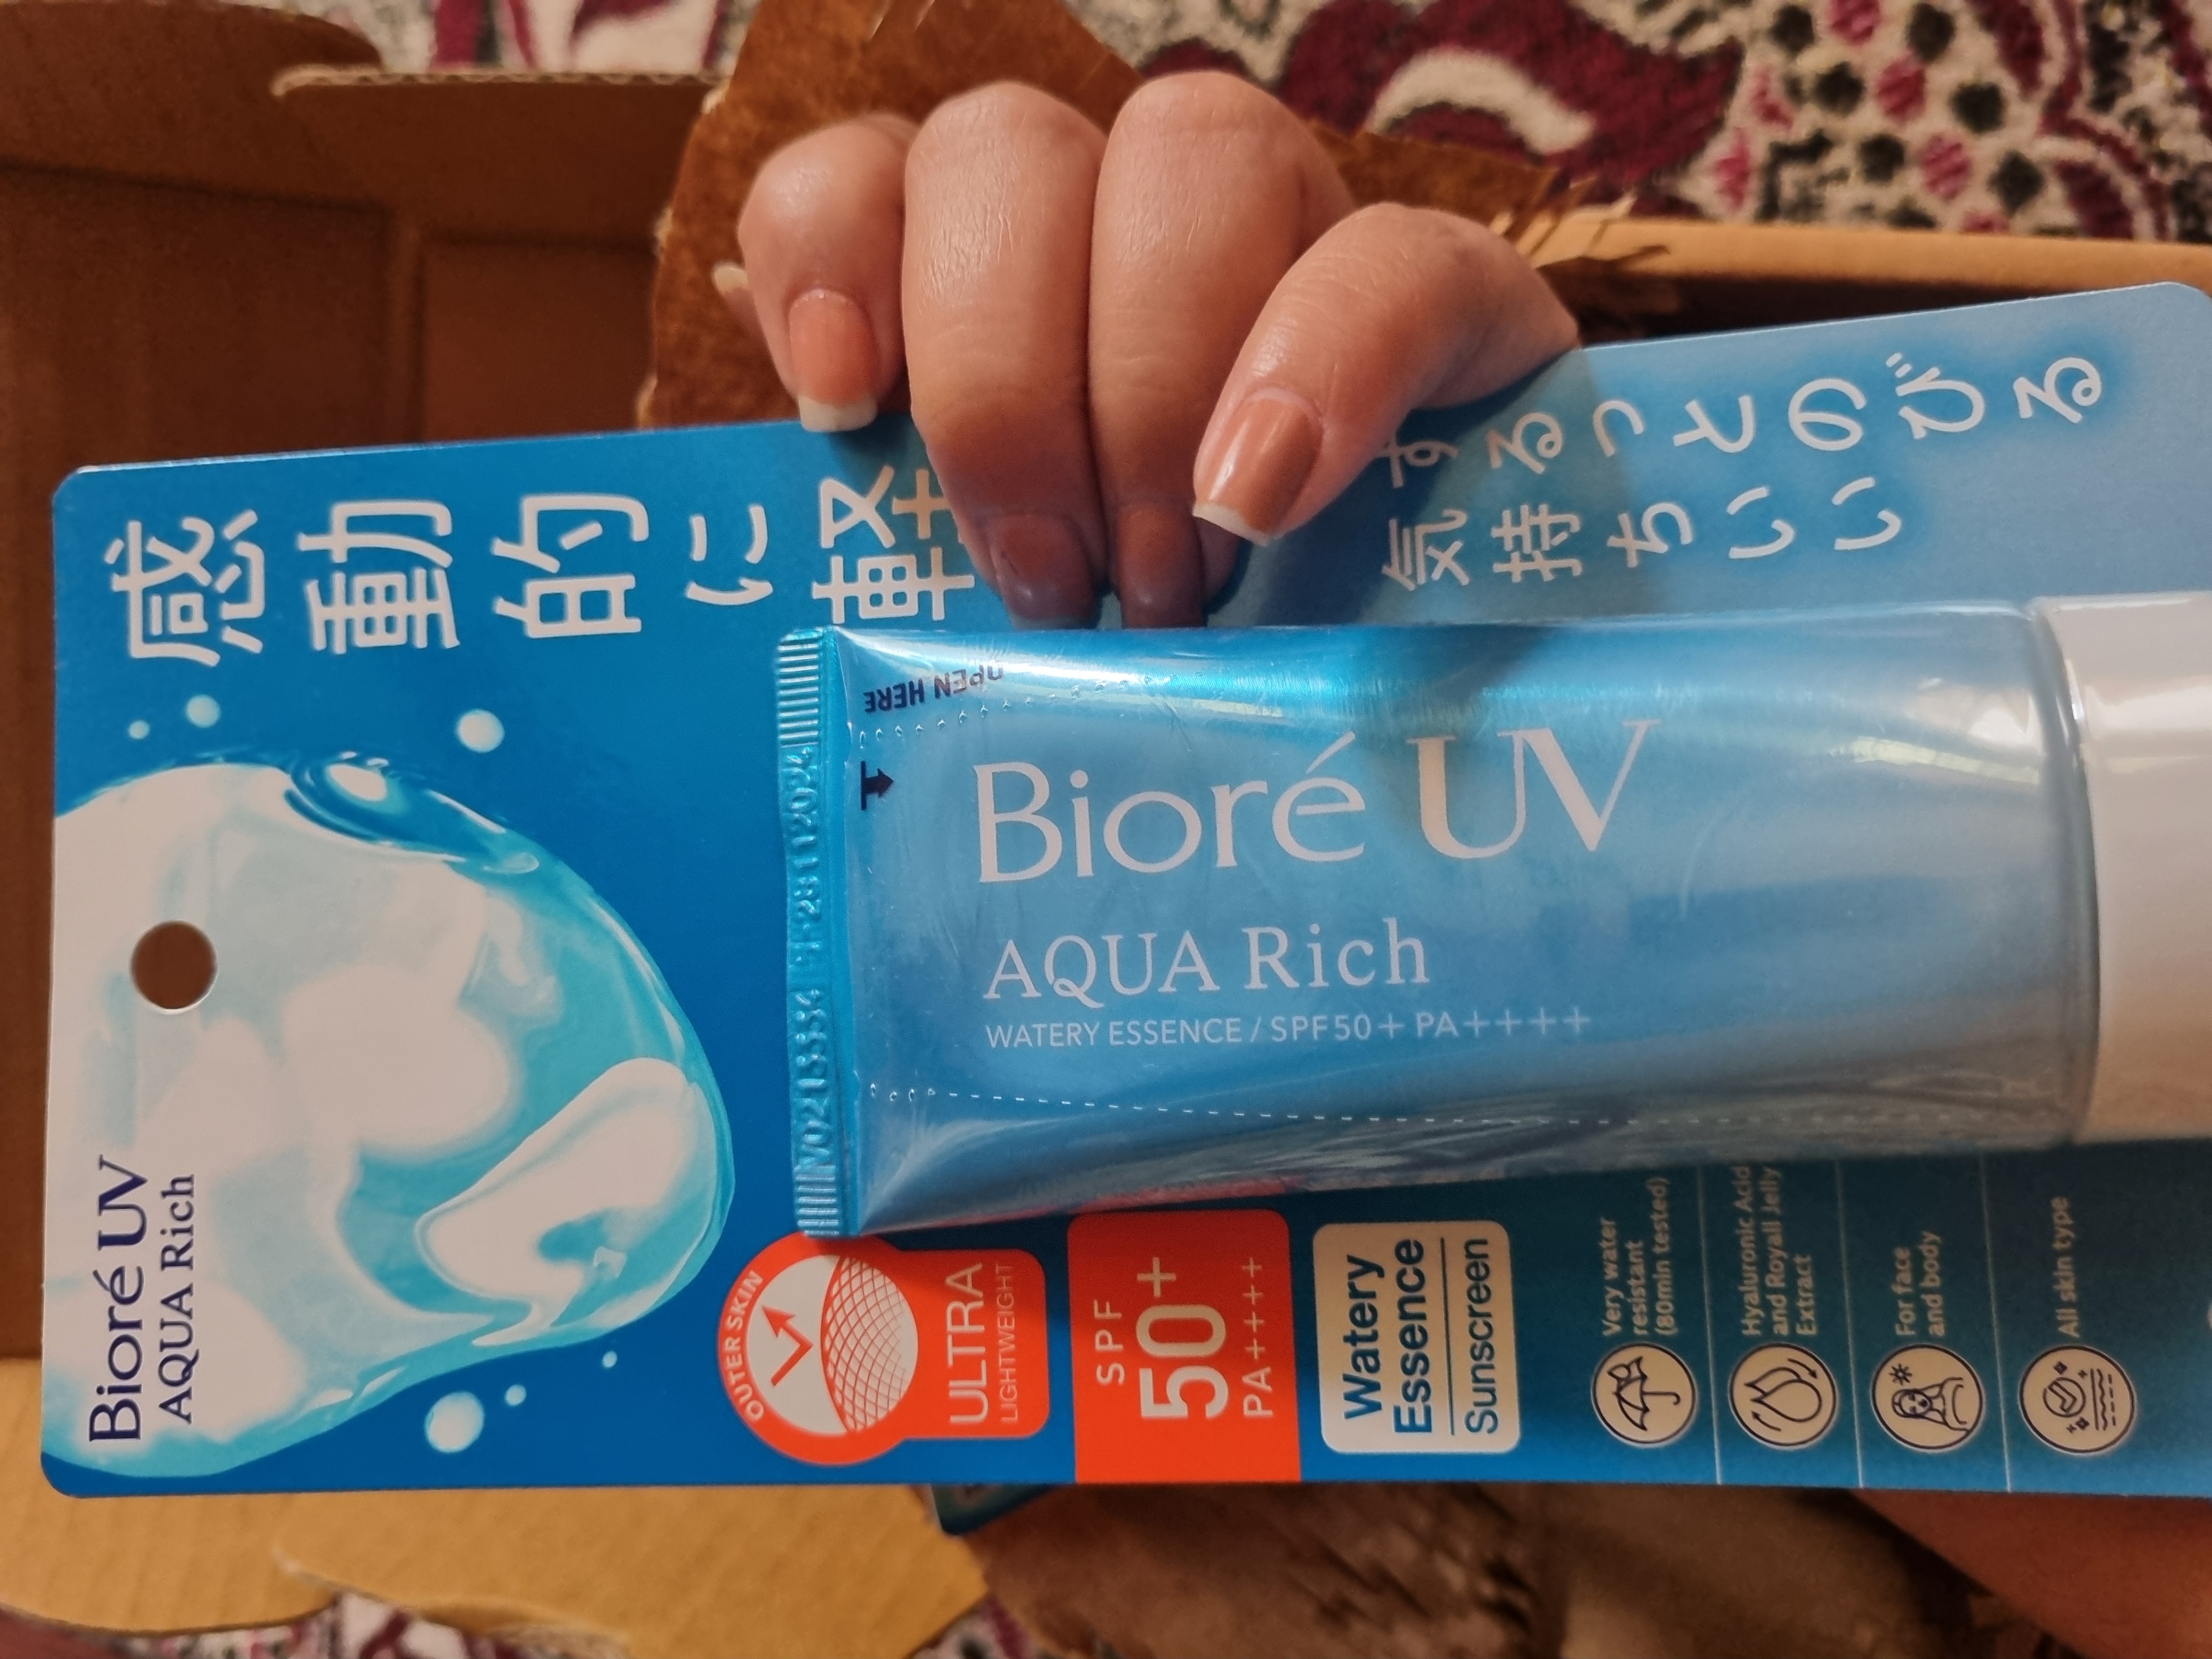 Bioré UV
AQUA Rich
感動的に軽
するっとのびる
気持ちいい
OPEN HERE
Bioré UV
AQUA Rich
WATERY ESSENCE / SPF50+ PA++++
OUTER SKIN
ULTRA
LIGHTWEIGHT
SPF
50+
PA++++
Watery
Essence
Sunscreen
Very water
resistant
(80min tested)
Hyaluronic Acid
and Royall Jelly
Extract
For face
and body
All skin type